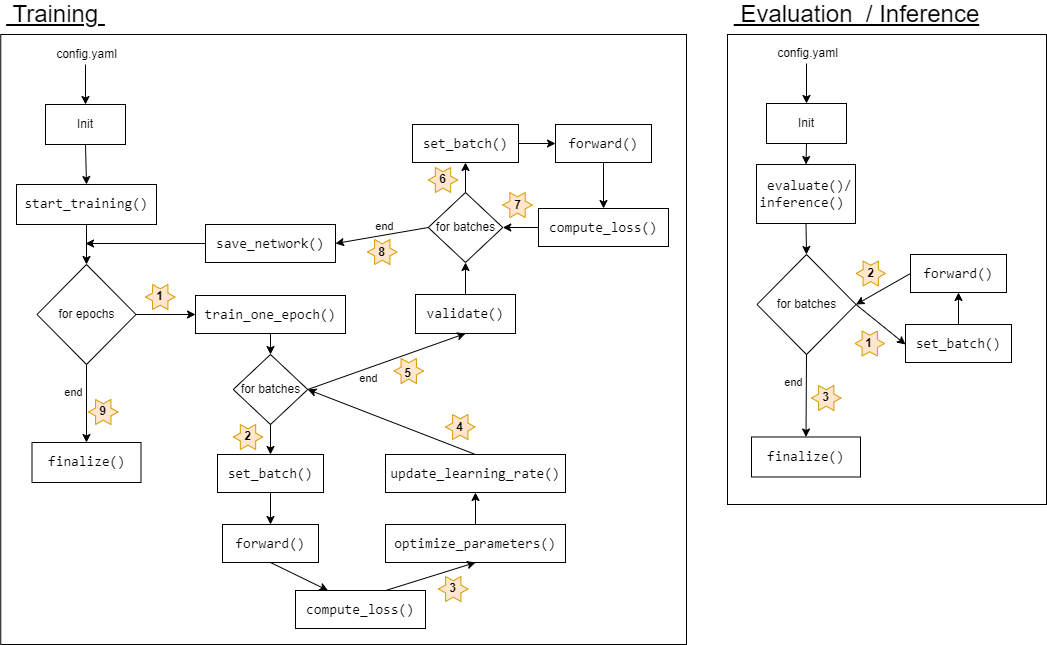 Training
config.yaml
Init
start_training()
for epochs
1
train_one_epoch()
for batches
2
set_batch()
forward()
compute_loss()
3
optimize_parameters()
update_learning_rate()
4
end
5
validate()
for batches
6
set_batch()
forward()
compute_loss()
7
end
8
save_network()
end
9
finalize()
Evaluation / Inference
config.yaml
Init
evaluate()/
inference()
for batches
1
set_batch()
forward()
2
end
3
finalize()